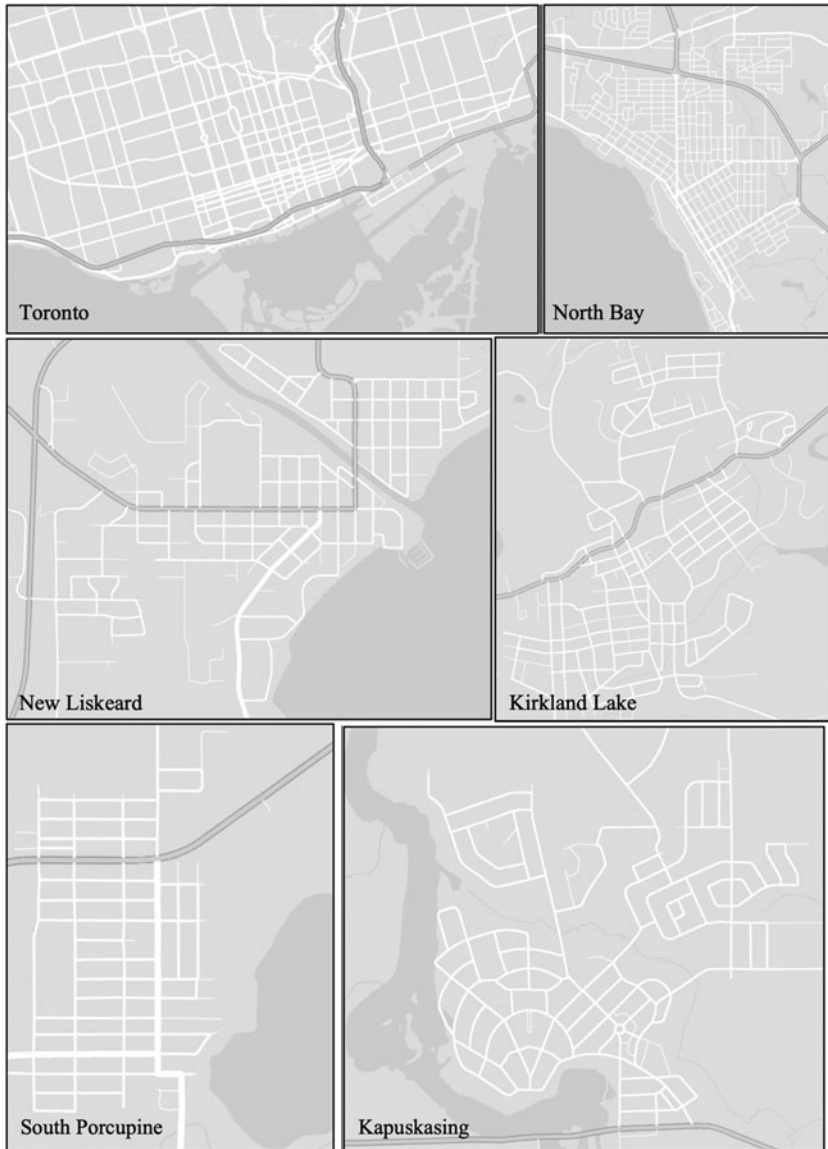 Toronto
North Bay
New Liskeard
Kirkland Lake
South Porcupine
Kapuskasing